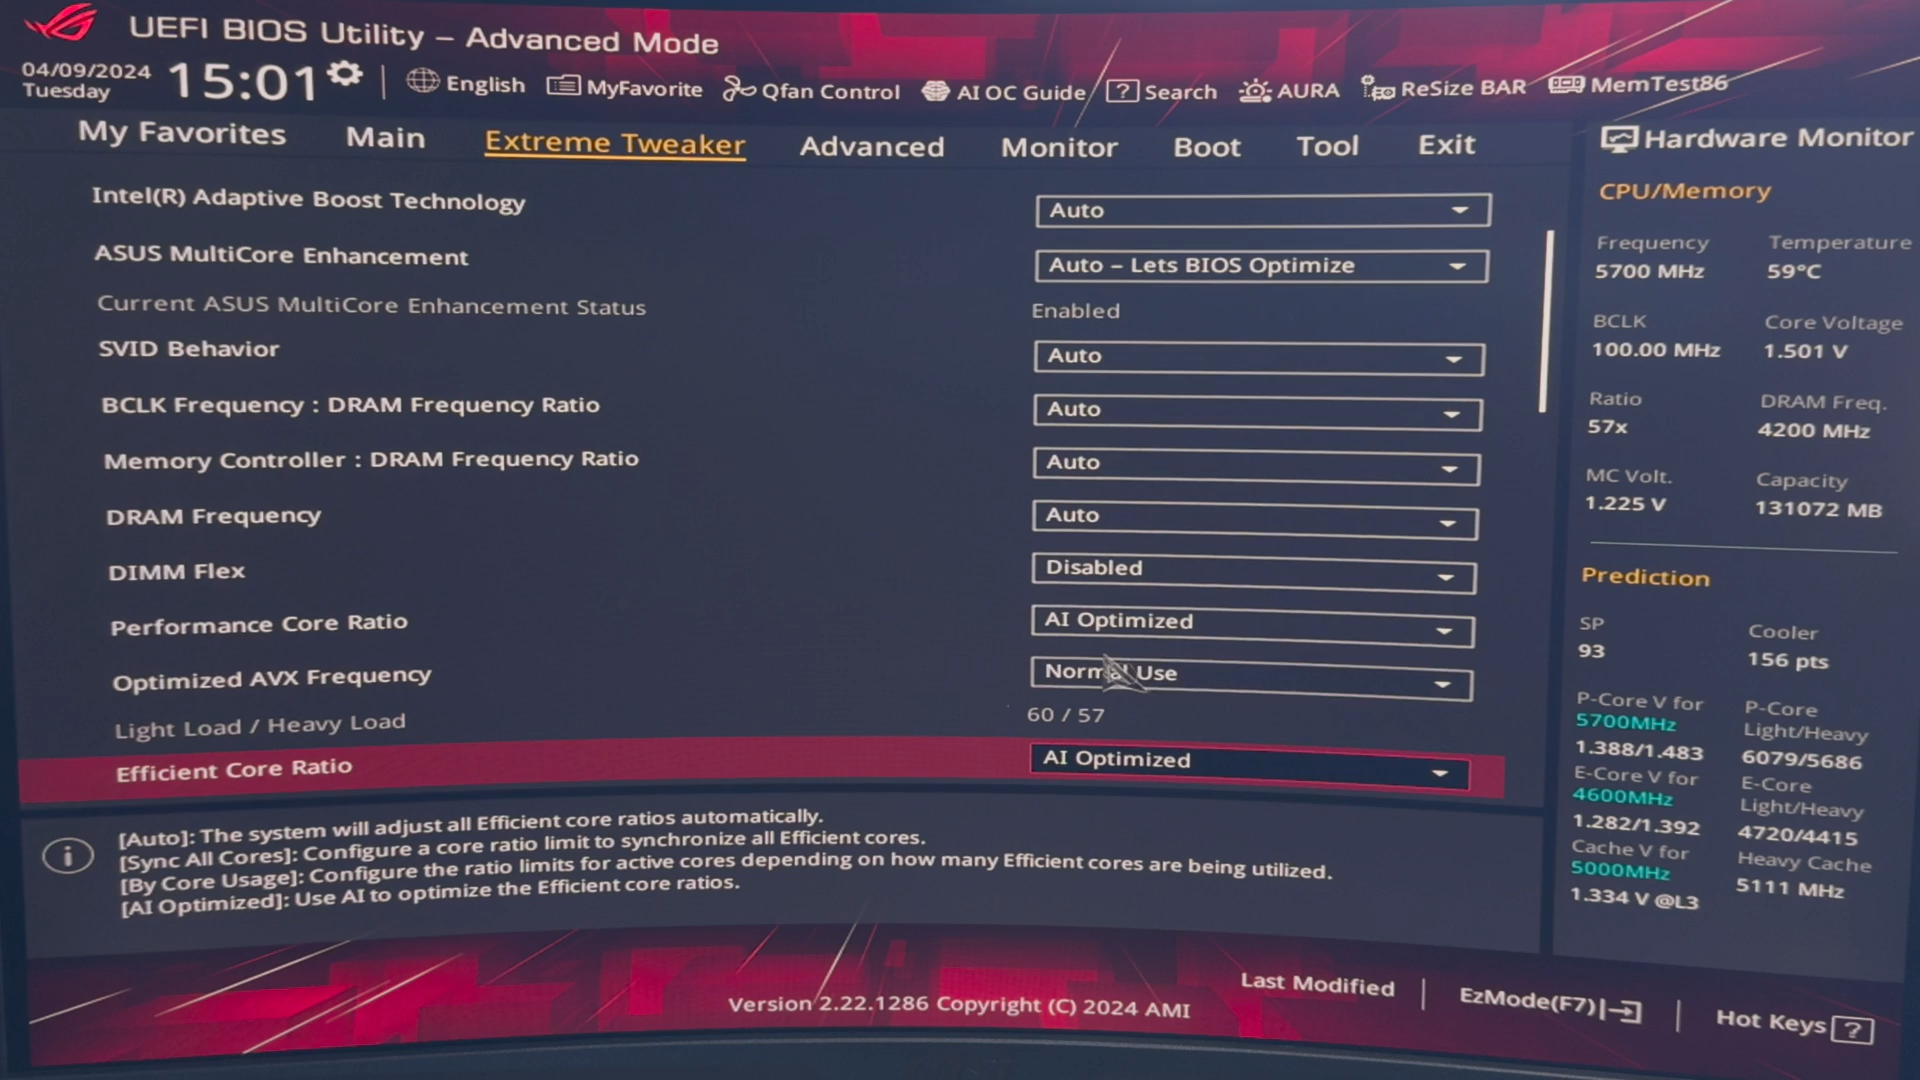 UEFI BIOS Utility – Advanced Mode
04/09/2024
Tuesday
15:01
English
MyFavorite
Qfan Control
AI OC Guide
? Search
AURA
ReSize BAR
MemTest86
My Favorites
Main
Extreme Tweaker
Advanced
Monitor
Boot
Tool
Exit
Intel(R) Adaptive Boost Technology
Auto
ASUS MultiCore Enhancement
Auto – Lets BIOS Optimize
Current ASUS MultiCore Enhancement Status
Enabled
SVID Behavior
Auto
BCLK Frequency : DRAM Frequency Ratio
Auto
Memory Controller : DRAM Frequency Ratio
Auto
DRAM Frequency
Auto
DIMM Flex
Disabled
Performance Core Ratio
AI Optimized
Optimized AVX Frequency
Normal Use
Light Load / Heavy Load
60 / 57
Efficient Core Ratio
AI Optimized
[Auto]: The system will adjust all Efficient core ratios automatically.
[Sync All Cores]: Configure a core ratio limit to synchronize all Efficient cores.
[By Core Usage]: Configure the ratio limits for active cores depending on how many Efficient cores are being utilized.
[AI Optimized]: Use AI to optimize the Efficient core ratios.
Hardware Monitor
CPU/Memory
Frequency Temperature
5700 MHz 59°C
BCLK Core Voltage
100.00 MHz 1.501 V
Ratio DRAM Freq.
57x 4200 MHz
MC Volt. Capacity
1.225 V 131072 MB
Prediction
SP Cooler
93 156 pts
P-Core V for
5700MHz
1.388/1.483
P-Core
Light/Heavy
6079/5686
E-Core V for
4600MHz
1.282/1.392
E-Core
Light/Heavy
4720/4415
Cache V for
5000MHz
1.334 V @L3
Heavy Cache
5111 MHz
Last Modified
EzMode(F7)
Hot Keys ?
Version 2.22.1286 Copyright (C) 2024 AMI